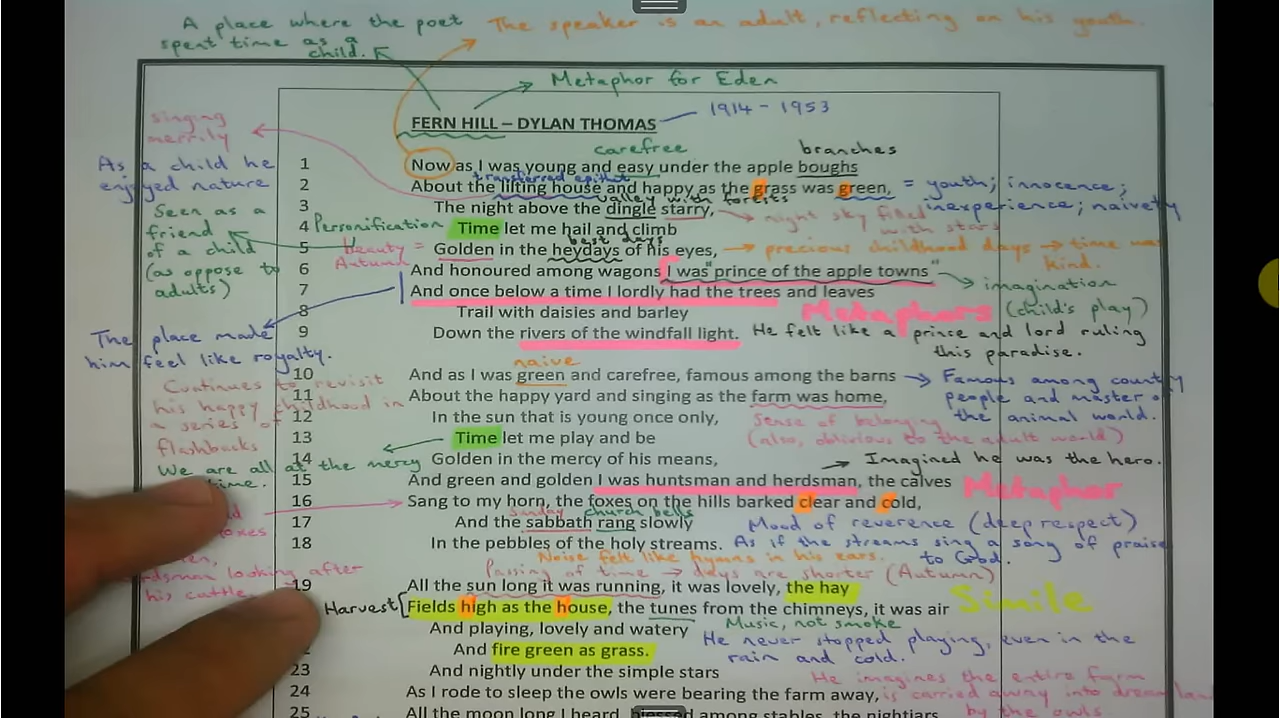 A place where the poet
spent time as a
child.
The speaker is an adult, reflecting on his youth.
Metaphor for Eden
FERN HILL – DYLAN THOMAS
1914 - 1953
singing
merrily
carefree
branches
As a child he
enjoyed nature
1 Now as I was young and easy under the apple boughs
transferred epithet
2 About the lilting house and happy as the grass was green,
= youth; innocence;
inexperience; naivety
valley with forests
3 The night above the dingle starry,
night sky filled
with stars
Seen as a
friend
of a child
(as oppose to
adults)
Personification
4 Time let me hail and climb
best days
Beauty =
Autumn
5 Golden in the heydays of his eyes,
precious childhood days → time was
kind.
6 And honoured among wagons I was "prince of the apple towns"
imagination
(child's play)
7 And once below a time I lordly had the trees and leaves
8 Trail with daisies and barley
Metaphors
9 Down the rivers of the windfall light.
He felt like a prince and lord ruling
this paradise.
The place made
him feel like royalty.
naive
10 And as I was green and carefree, famous among the barns
Famous among country
people and master of
the animal world.
Continues to revisit
his happy childhood in
a series of
flashbacks
11 About the happy yard and singing as the farm was home,
12 In the sun that is young once only,
Sense of belonging
(also, oblivious to the adult world)
13 Time let me play and be
We are all at the mercy
time.
14 Golden in the mercy of his means,
Imagined he was the hero.
15 And green and golden I was huntsman and herdsman, the calves
Metaphor
16 Sang to my horn, the foxes on the hills barked clear and cold,
Sunday church bells
17 And the sabbath rang slowly
Mood of reverence (deep respect)
18 In the pebbles of the holy streams.
As if the streams sing a song of praise
to God.
Noise felt like hymns in his ears.
Passing of time → days are shorter (Autumn)
looking after
his cattle.
19 All the sun long it was running, it was lovely, the hay
Harvest
Fields high as the house, the tunes from the chimneys, it was air
Simile
Music, not smoke
And playing, lovely and watery
He never stopped playing, even in the
rain and cold.
And fire green as grass.
23 And nightly under the simple stars
He imagines the entire farm
24 As I rode to sleep the owls were bearing the farm away,
is carried away into dream land
by the owls
25 All the moon long I heard, blessed among stables, the nightjars